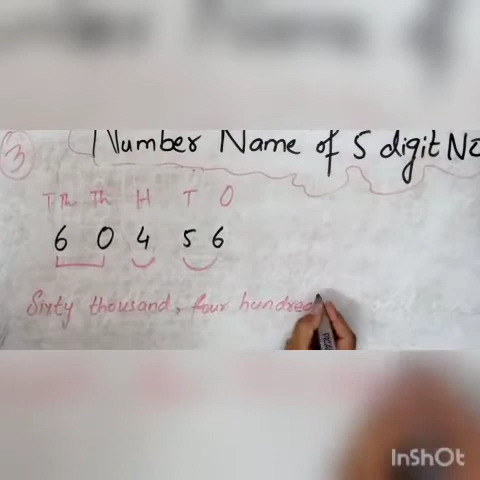 3
Number Name of 5 digit No
T.Th Th H T O
6 0 4 5 6
Sixty thousand, four hundred
InShOt